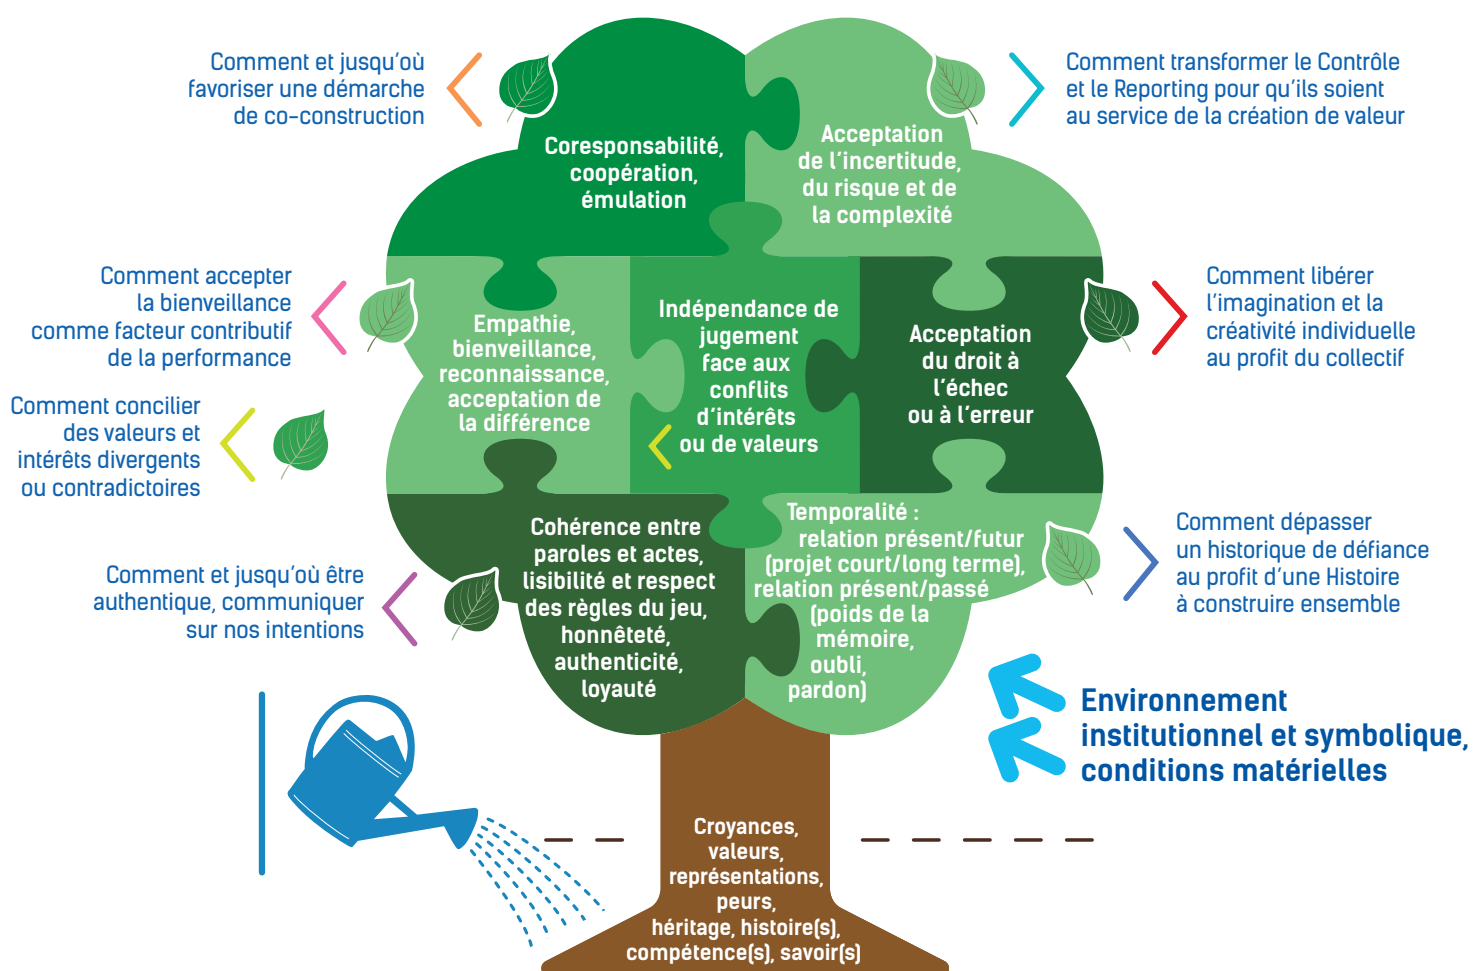 Comment et jusqu’où
favoriser une démarche
de co-construction
Comment transformer le Contrôle
et le Reporting pour qu’ils soient
au service de la création de valeur
Coresponsabilité,
coopération,
émulation
Acceptation
de l’incertitude,
du risque et de
la complexité
Comment accepter
la bienveillance
comme facteur contributif
de la performance
Empathie,
bienveillance,
reconnaissance,
acceptation de
la différence
Indépendance de
jugement
face aux
conflits
d’intérêts
ou de valeurs
Acceptation
du droit à
l’échec
ou à l’erreur
Comment libérer
l’imagination et la
créativité individuelle
au profit du collectif
Comment concilier
des valeurs et
intérêts divergents
ou contradictoires
Cohérence entre
paroles et actes,
lisibilité et respect
des règles du jeu,
honnêteté,
authenticité,
loyauté
Temporalité :
relation présent/futur
(projet court/long terme),
relation présent/passé
(poids de la
mémoire,
oubli,
pardon)
Comment dépasser
un historique de défiance
au profit d’une Histoire
à construire ensemble
Comment et jusqu’où être
authentique, communiquer
sur nos intentions
Environnement
institutionnel et symbolique,
conditions matérielles
Croyances,
valeurs,
représentations,
peurs,
héritage, histoire(s),
compétence(s), savoir(s)